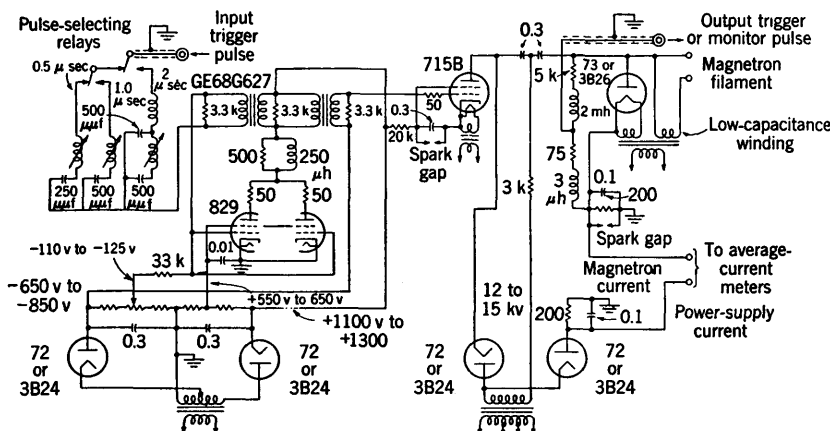 Pulse-selecting
relays
Input
trigger
pulse
0.5 μ sec
2
μ sec
1.0
μ sec
500
μμf
250
μμf
500
μμf
500
μμf
GE68G627
3.3 k
3.3 k
3.3 k
500
250
μh
50
50
829
0.01
-110 v to -125 v
33 k
-650 v to
-850 v
+550 v to 650 v
+1100 v to
+1300
0.3
0.3
72
or
3B24
72
or
3B24
715B
50
0.3
20 k
Spark
gap
0.3
3 k
12 to
15 kv
72
or
3B24
72
or
3B24
200
0.1
Output trigger
or monitor pulse
Magnetron
filament
73 or
3B26
5 k
2 mh
Low-capacitance
winding
75
3
μh
0.1
200
Spark gap
Magnetron
current
To average-
current
meters
Power-supply
current